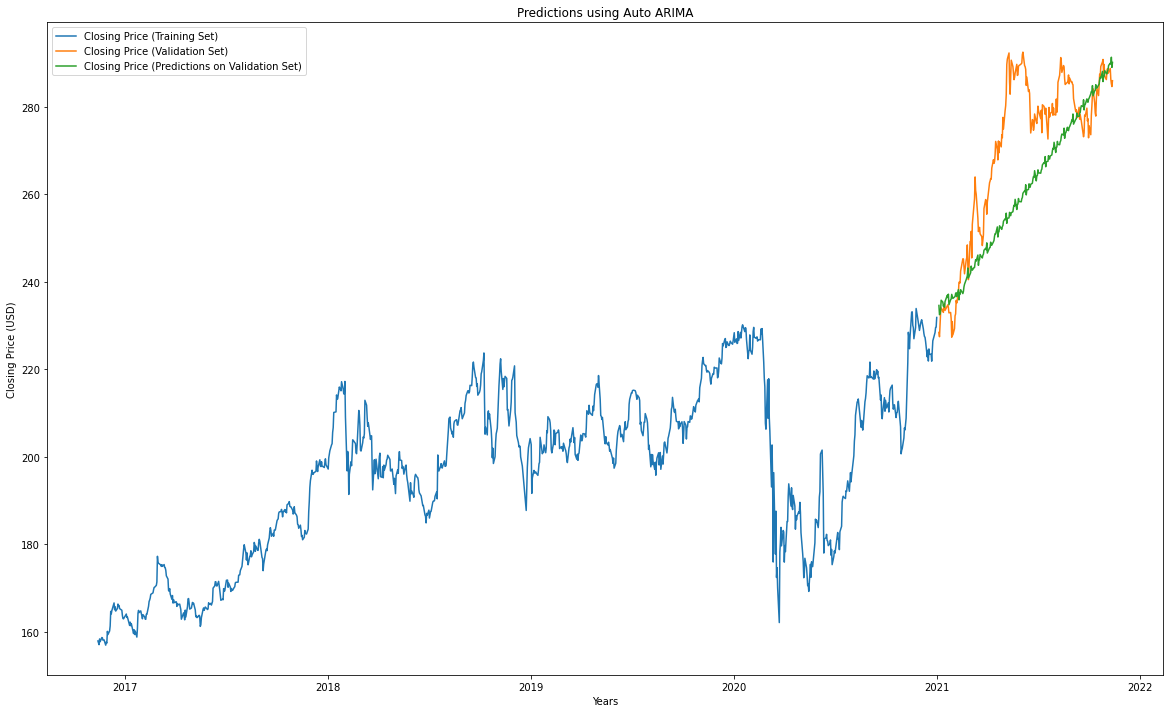 Predictions using Auto ARIMA
Closing Price (Training Set)
Closing Price (Validation Set)
Closing Price (Predictions on Validation Set)
280
260
240
220
200
180
160
Closing Price (USD)
2017 2018 2019 2020 2021 2022
Years